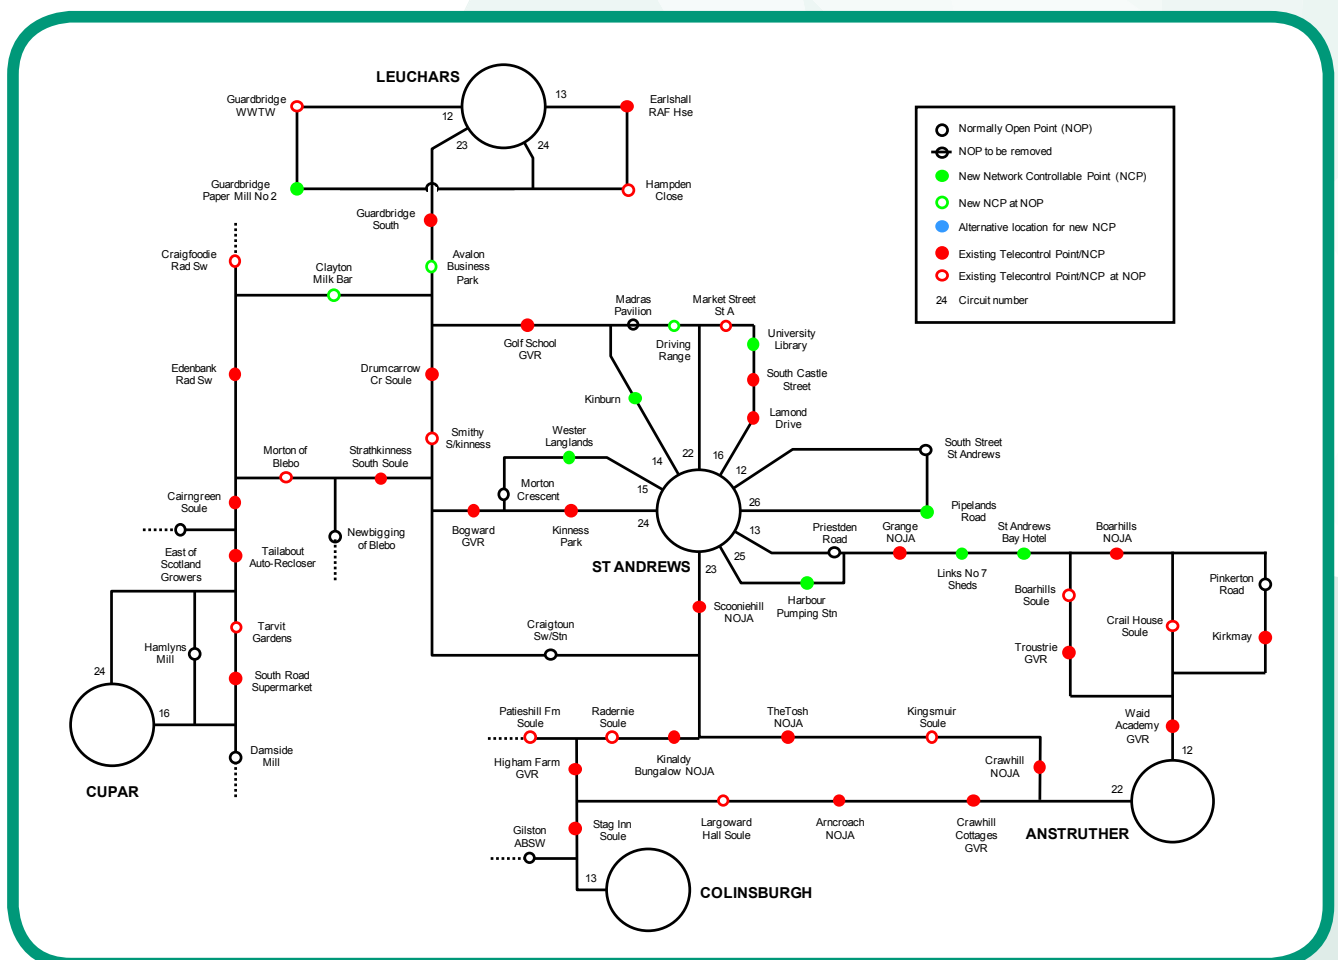 LEUCHARS
13
12
23
24
Guardbridge
WWTW
Earlshall
RAF Hse
Guardbridge
Paper Mill No 2
Hampden
Close
Guardbridge
South
Normally Open Point (NOP)
NOP to be removed
New Network Controllable Point (NCP)
New NCP at NOP
Alternative location for new NCP
Existing Telecontrol Point/NCP
Existing Telecontrol Point/NCP at NOP
24 Circuit number
Craigfoodie
Rad Sw
Clayton
Milk Bar
Avalon
Business
Park
Madras
Pavilion
Market Street
St A
Golf School
GVR
Driving
Range
University
Library
Edenbank
Rad Sw
Drumcarrow
Cr Soule
South Castle
Street
Kinburn
Lamond
Drive
Smithy
S/kinness
Wester
Langlands
South Street
St Andrews
Morton of
Blebo
Strathkinness
South Soule
Morton
Crescent
14
22
16
12
15
26
24
13
25
23
Cairngreen
Soule
Bogward
GVR
Kinness
Park
Pipelands
Road
Priestden
Road
Grange
NOJA
St Andrews
Bay Hotel
Boarhills
NOJA
Newbigging
of Blebo
East of
Scotland
Growers
Tailabout
Auto-Recloser
ST ANDREWS
Links No 7
Sheds
Boarhills
Soule
Pinkerton
Road
Harbour
Pumping Stn
Scooniehill
NOJA
Crail House
Soule
Kirkmay
Craigtoun
Sw/Stn
Tarvit
Gardens
Hamlyns
Mill
Troustrie
GVR
24
South Road
Supermarket
16
Patieshill Fm
Soule
Radernie
Soule
TheTosh
NOJA
Kingsmuir
Soule
Waid
Academy
GVR
Damside
Mill
Higham Farm
GVR
Kinaldy
Bungalow NOJA
Crawhill
NOJA
12
22
CUPAR
Gilston
ABSW
Stag Inn
Soule
Largoward
Hall Soule
Arncroach
NOJA
Crawhill
Cottages
GVR
ANSTRUTHER
13
COLINSBURGH